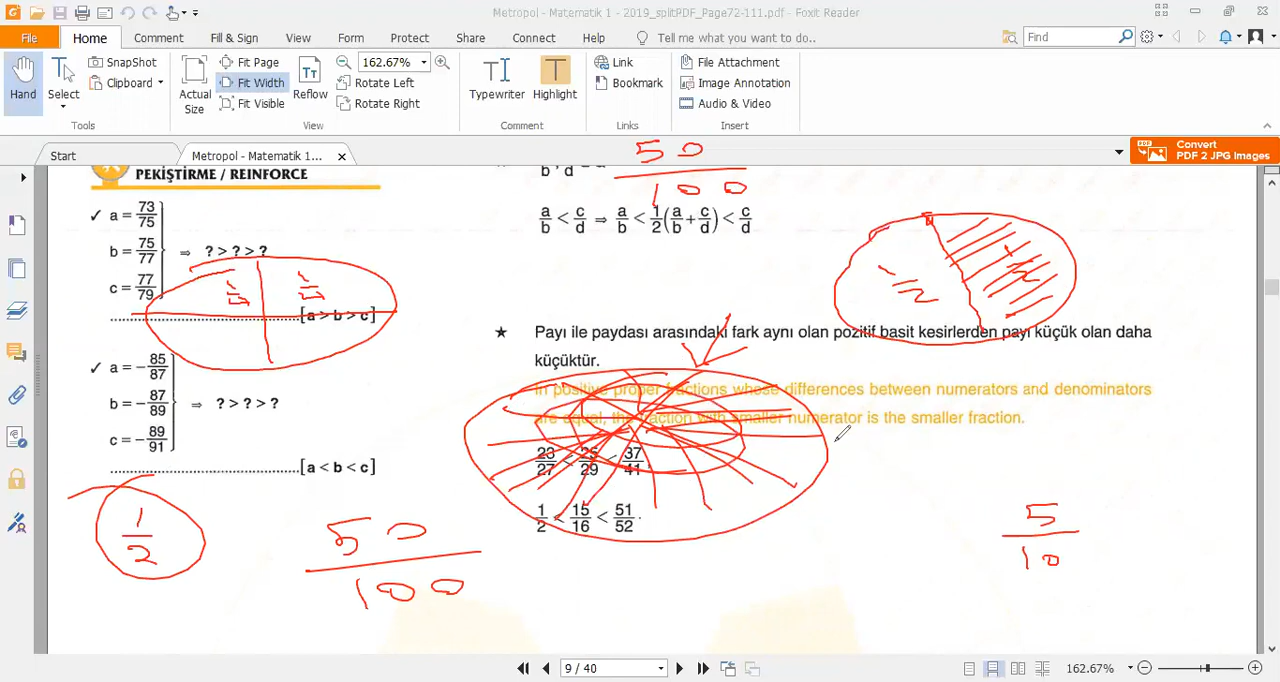 Metropol - Matematik 1 - 2019_splitPDF_Page72-111.pdf - Foxit Reader
File Home Comment Fill & Sign View Form Protect Share Connect Help Tell me what you want to do.. Find
Hand Select SnapShot Clipboard Actual Size Fit Page Fit Width Fit Visible Reflow 162.67% Rotate Left Rotate Right Typewriter Highlight Link Bookmark File Attachment Image Annotation Audio & Video
Tools View Comment Links Insert
Start Metropol - Matematik 1... Convert PDF 2 JPG Images
PEKİŞTİRME / REINFORCE
✓ a = 73/75
b = 75/77 ⇒ ? > ? > ?
c = 77/79
[a > b > c]
✓ a = -85/87
b = -87/89 ⇒ ? > ? > ?
c = -89/91
[a < b < c]
1/2
50/100
50/100
a/b < c/d ⇒ a/b < 1/2(a/b + c/d) < c/d
1/2
★ Payı ile paydası arasındaki fark aynı olan pozitif basit kesirlerden payı küçük olan daha
küçüktür.
In positive proper fractions whose differences between numerators and denominators
are equal, the fraction with smaller numerator is the smaller fraction.
1/2 < 15/16 < 51/52
5/10
9 / 40 162.67%